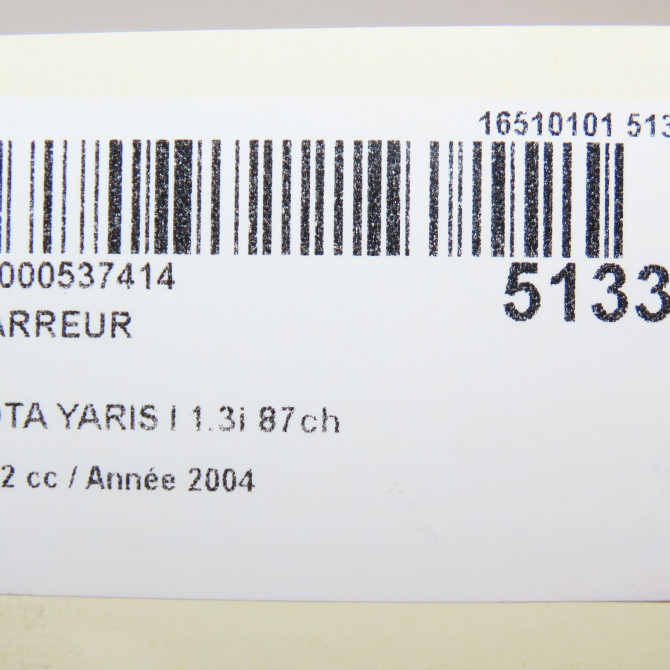 16510101 513
000537414
5133
ARREUR
OTA YARIS I 1.3i 87ch
2 cc / Année 2004